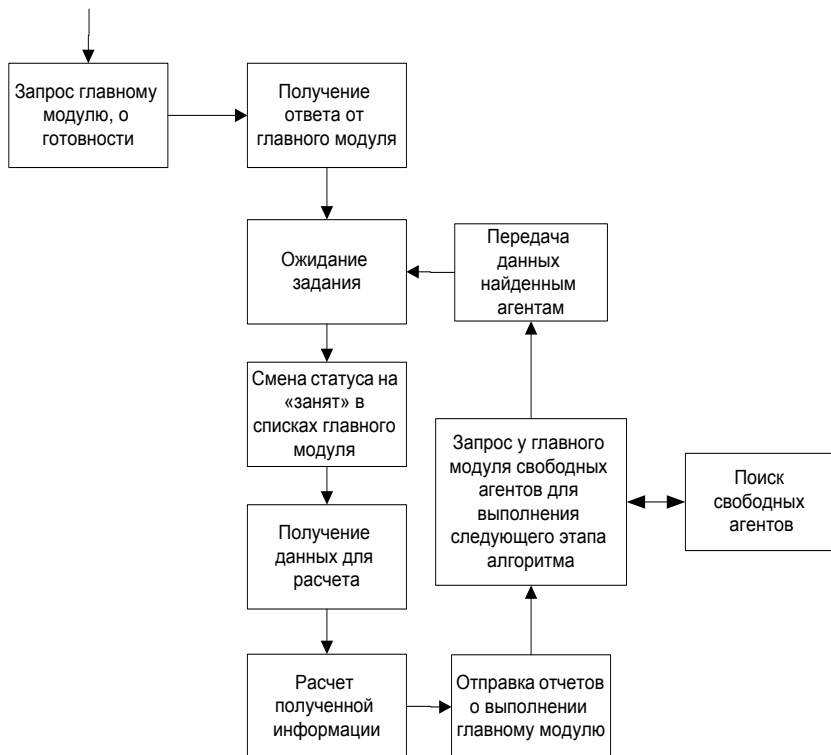 Запрос главному
модулю, о
готовности
Получение
ответа от
главного модуля
Ожидание
задания
Передача
данных
найденным
агентам
Смена статуса на
«занят» в
списках главного
модуля
Запрос у главного
модуля свободных
агентов для
выполнения
следующего этапа
алгоритма
Поиск
свободных
агентов
Получение
данных для
расчета
Расчет
полученной
информации
Отправка отчетов
о выполнении
главному модулю